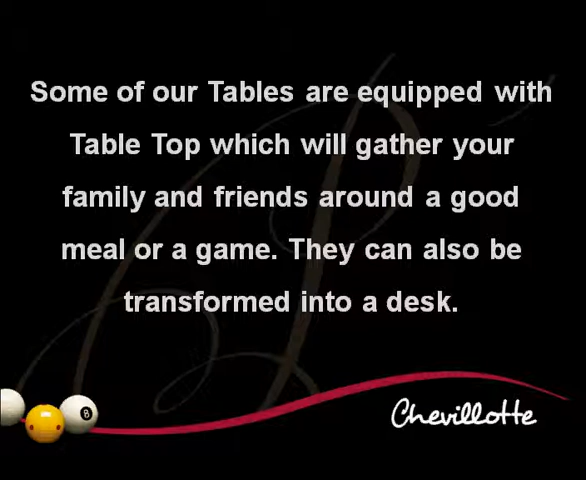 Some of our Tables are equipped with
Table Top which will gather your
family and friends around a good
meal or a game. They can also be
transformed into a desk.
8
Chevillotte